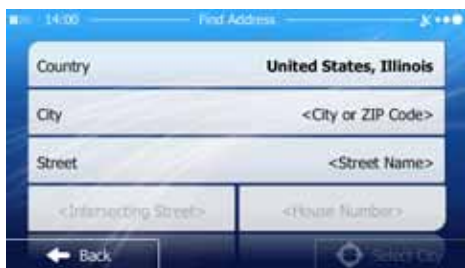 14:00 Find Address
Country United States, Illinois
City <City or ZIP Code>
Street <Street Name>
<Intersecting Street> <House Number>
Back Select City